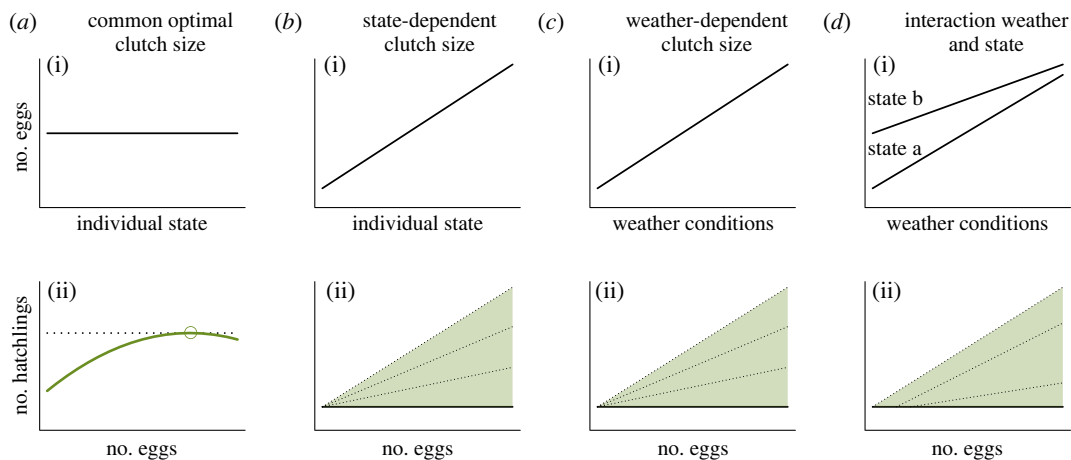 (a) common optimal
clutch size
(b) state-dependent
clutch size
(c) weather-dependent
clutch size
(d) interaction weather
and state
(i)
no. eggs
individual state
(i)
individual state
(i)
weather conditions
(i)
state b
state a
weather conditions
(ii)
no. hatchlings
no. eggs
(ii)
no. eggs
(ii)
no. eggs
(ii)
no. eggs